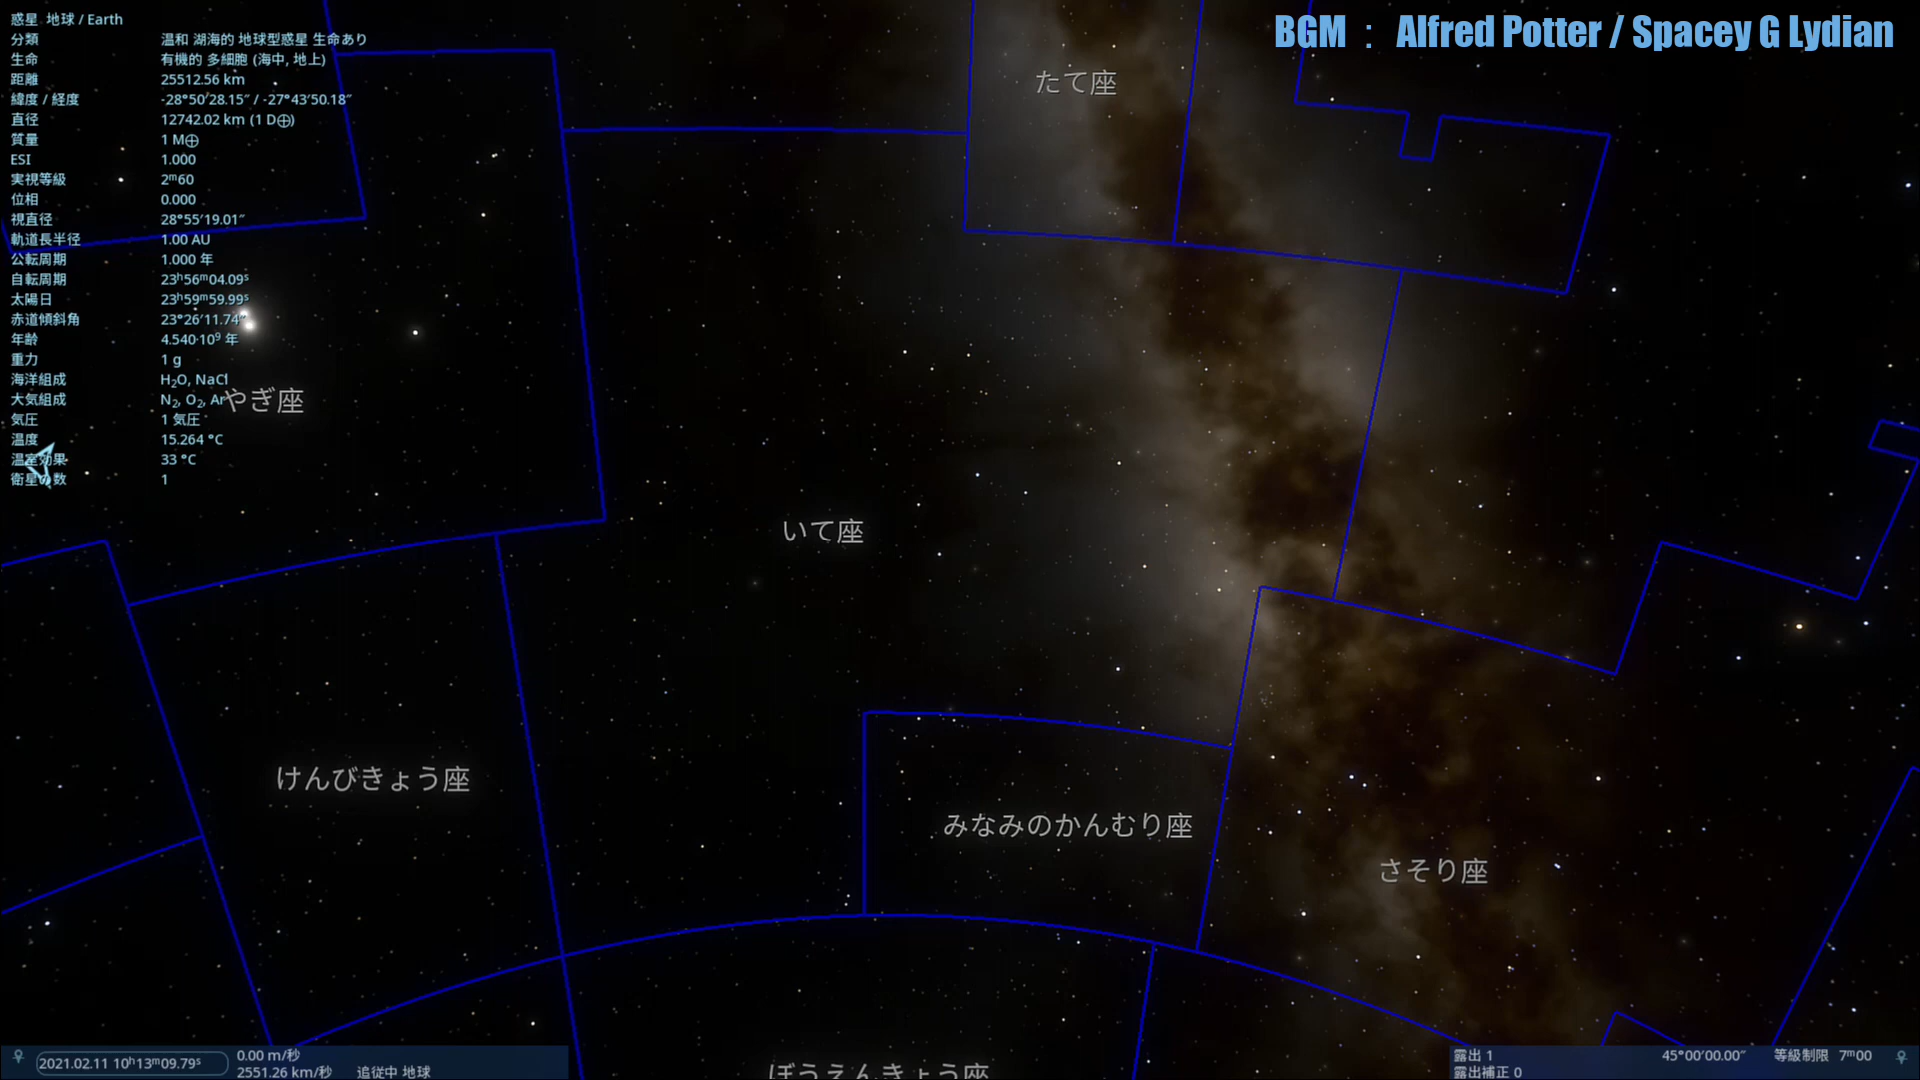 惑星 地球 / Earth
分類 温和 湖海的 地球型惑星 生命あり
生命 有機的 多細胞 (海中, 地上)
距離 25512.56 km
緯度 / 経度 -28°50′28.15″ / -27°43′50.18″
直径 12742.02 km (1 D⊕)
質量 1 M⊕
ESI 1.000
実視等級 2ᵐ60
位相 0.000
視直径 28°55′19.01″
軌道長半径 1.00 AU
公転周期 1.000 年
自転周期 23ʰ56ᵐ04.09ˢ
太陽日 23ʰ59ᵐ59.99ˢ
赤道傾斜角 23°26′11.74″
年齢 4.540·10⁹ 年
重力 1 g
海洋組成 H₂O, NaCl
大気組成 N₂, O₂, Ar
気圧 1 気圧
温度 15.264 °C
温室効果 33 °C
衛星の数 1
BGM ： Alfred Potter / Spacey G Lydian
たて座
やぎ座
いて座
けんびきょう座
みなみのかんむり座
さそり座
ぼうえんきょう座
2021.02.11 10ʰ13ᵐ09.79ˢ
0.00 m/秒
2551.26 km/秒 追従中 地球
露出 1 45°00′00.00″ 等級制限 7ᵐ00
露出補正 0